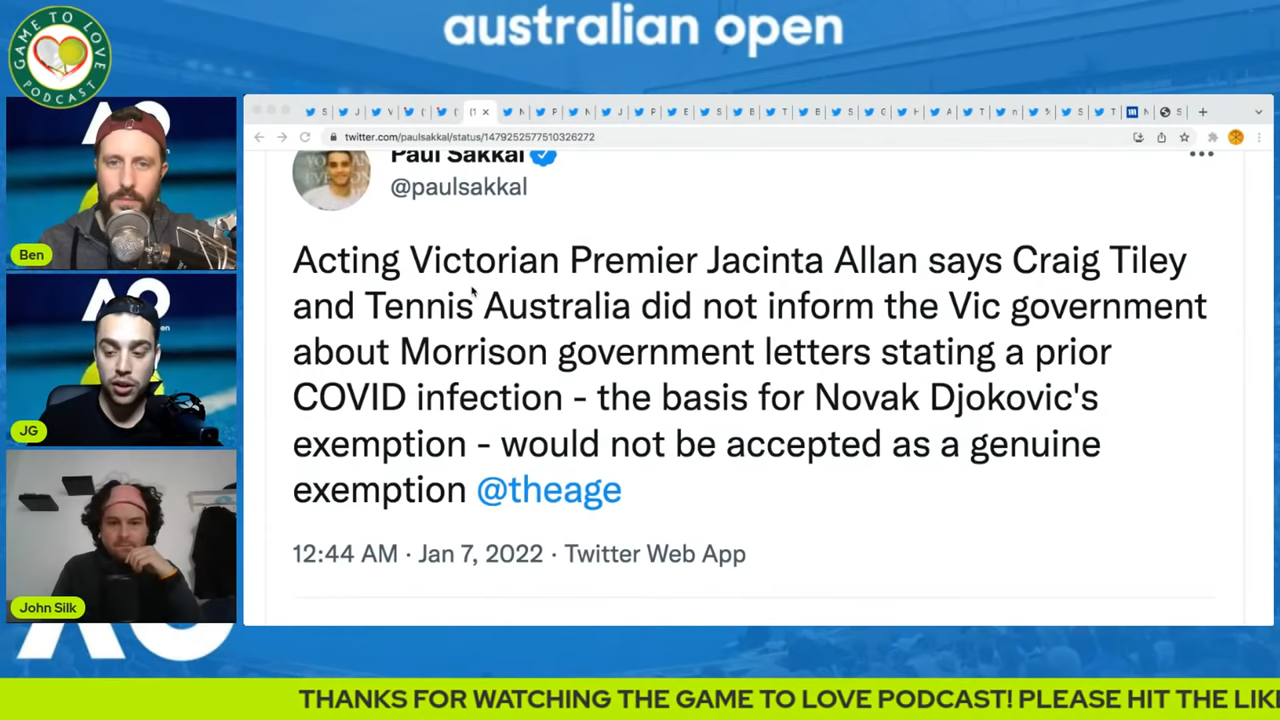 australian open
GAME TO LOVE
PODCAST
AO
Ben
AO
JG
John Silk
AO
twitter.com/paulsakkal/status/1479252577510326272
Paul Sakkal
@paulsakkal
Acting Victorian Premier Jacinta Allan says Craig Tiley
and Tennis Australia did not inform the Vic government
about Morrison government letters stating a prior
COVID infection - the basis for Novak Djokovic's
exemption - would not be accepted as a genuine
exemption @theage
12:44 AM · Jan 7, 2022 · Twitter Web App
THANKS FOR WATCHING THE GAME TO LOVE PODCAST! PLEASE HIT THE LIK